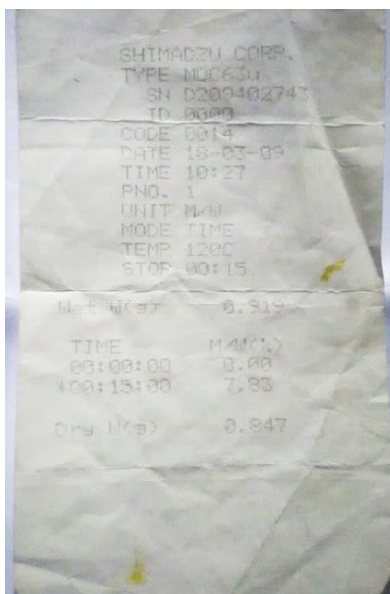 SHIMADZU CORP.
TYPE MOC63u
SN D209402743
ID 0000
CODE 0014
DATE 18-03-09
TIME 10:27
PNO. 1
UNIT M/W
MODE TIME
TEMP 120C
STOP 00:15
Wet W(g) 0.919
TIME M/W(%)
00:00:00 0.00
*00:15:00 7.83
Dry W(g) 0.847